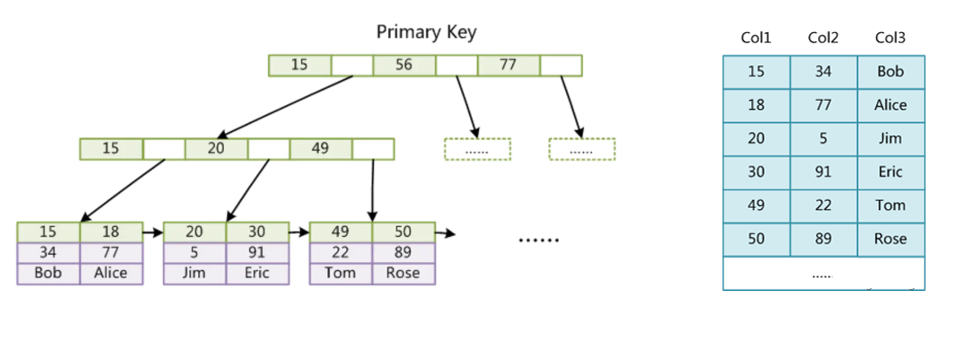 Primary Key
15 56 77
15 20 49
...... ......
15 18 20 30 49 50
34 77 5 91 22 89
Bob Alice Jim Eric Tom Rose
......
Col1 Col2 Col3
15 34 Bob
18 77 Alice
20 5 Jim
30 91 Eric
49 22 Tom
50 89 Rose
......